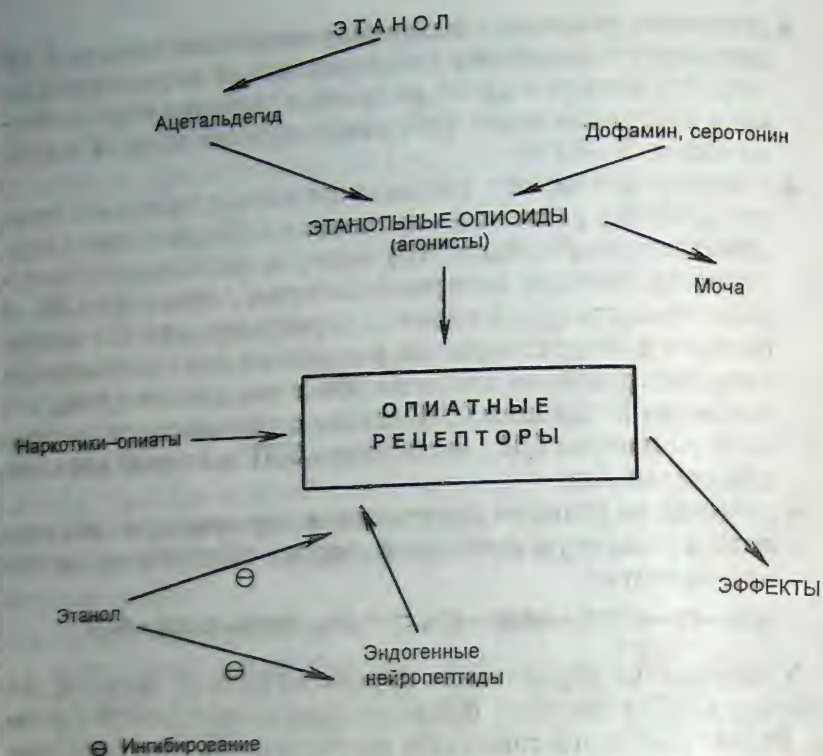 ЭТАНОЛ
Ацетальдегид
Дофамин, серотонин
ЭТАНОЛЬНЫЕ ОПИОИДЫ
(агонисты)
Моча
ОПИАТНЫЕ
РЕЦЕПТОРЫ
Наркотики–опиаты
ЭФФЕКТЫ
Этанол
Эндогенные
нейропептиды
⊖
⊖
⊖ Ингибирование